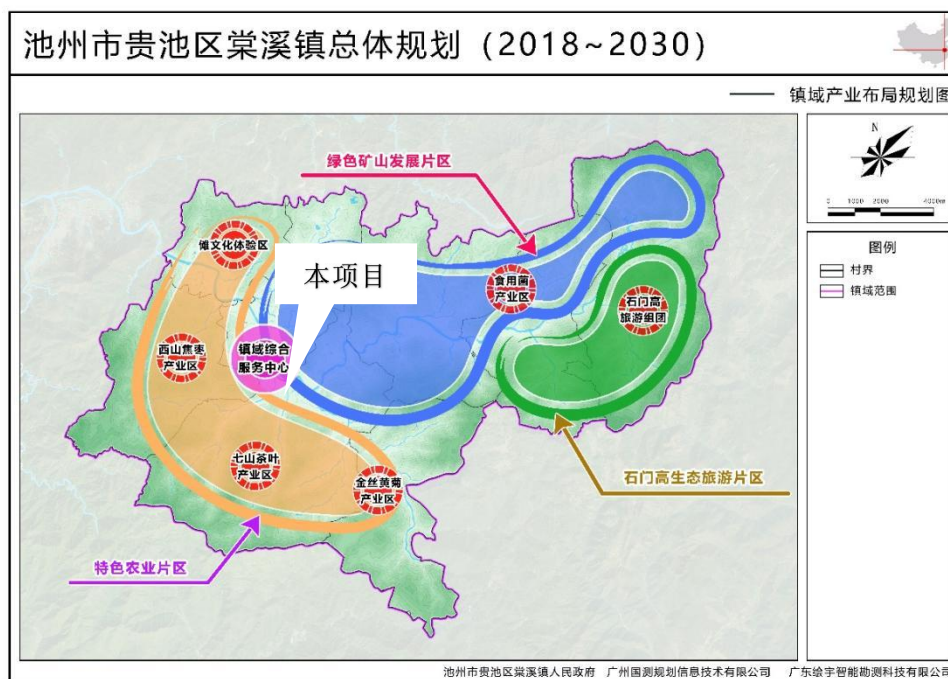 池州市贵池区棠溪镇总体规划（2018~2030）
镇域产业布局规划图
N
0 1000 2000 4000m
图例
村界
镇域范围
绿色矿山发展片区
傩文化体验区
本项目
食用菌
产业区
石门高
旅游组团
西山焦枣
产业区
镇域综合
服务中心
七山茶叶
产业区
金丝黄菊
产业区
石门高生态旅游片区
特色农业片区
池州市贵池区棠溪镇人民政府 广州国测规划信息技术有限公司 广东绘宇智能勘测科技有限公司